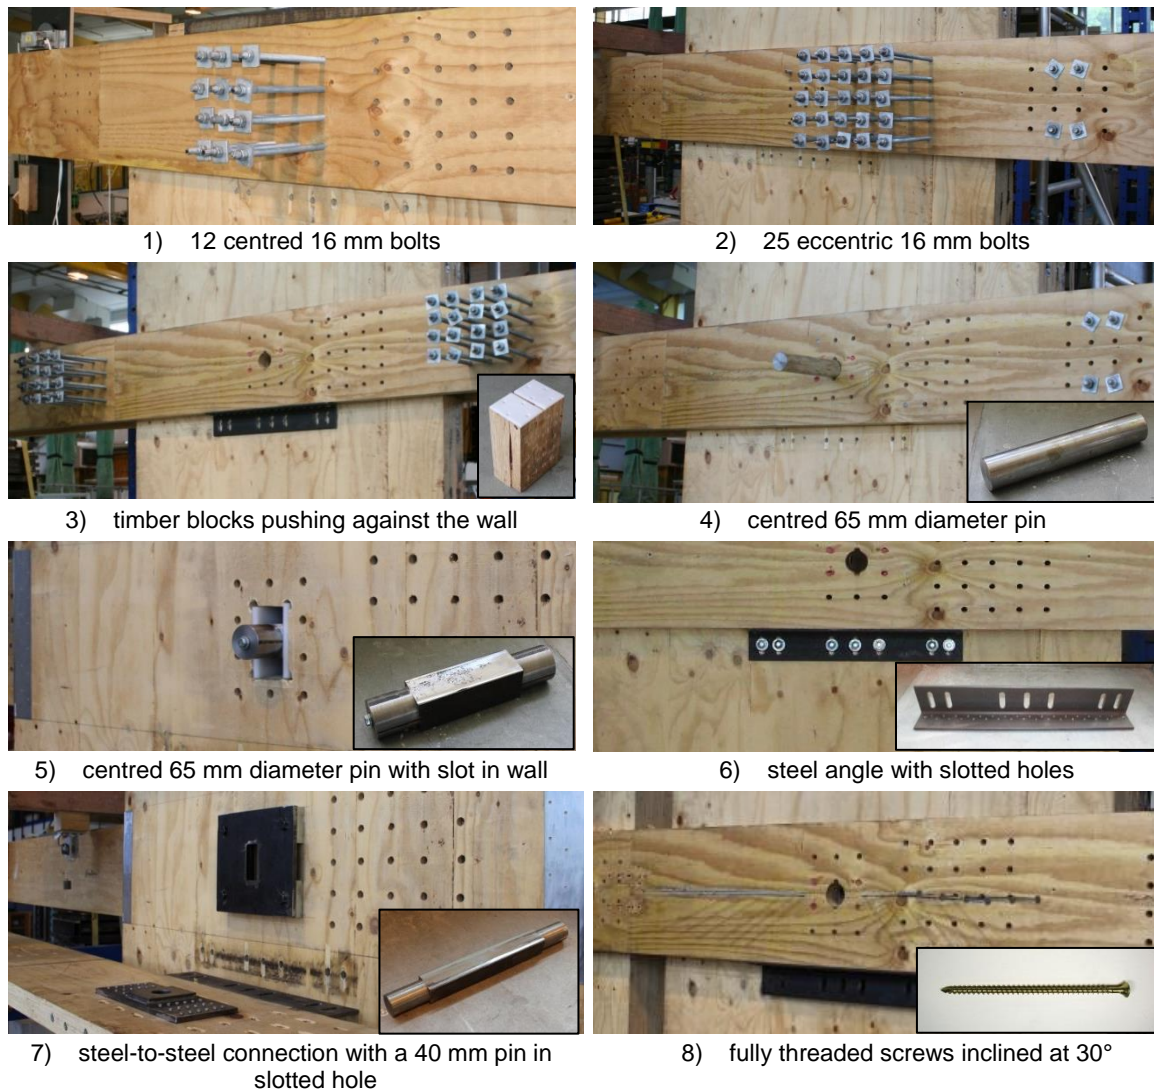 1) 12 centred 16 mm bolts
2) 25 eccentric 16 mm bolts
3) timber blocks pushing against the wall
4) centred 65 mm diameter pin
5) centred 65 mm diameter pin with slot in wall
6) steel angle with slotted holes
7) steel-to-steel connection with a 40 mm pin in
slotted hole
8) fully threaded screws inclined at 30°